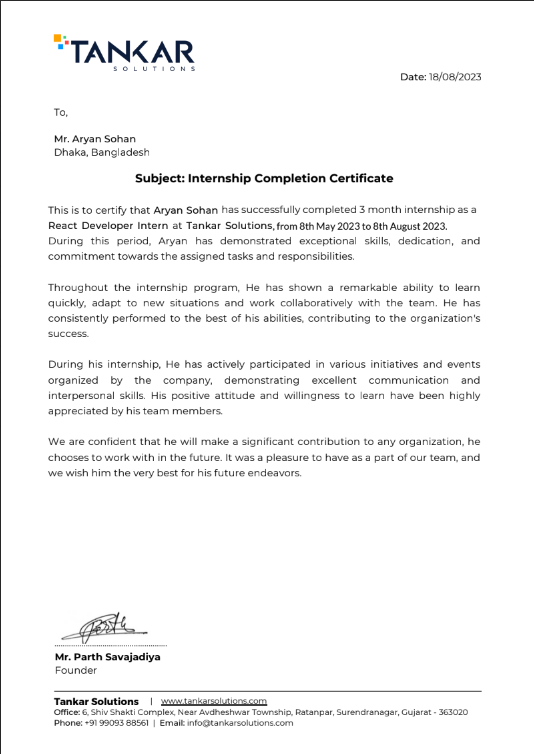 TANKAR
SOLUTIONS
Date: 18/08/2023
To,
Mr. Aryan Sohan
Dhaka, Bangladesh
Subject: Internship Completion Certificate
This is to certify that Aryan Sohan has successfully completed 3 month internship as a
React Developer Intern at Tankar Solutions, from 8th May 2023 to 8th August 2023.
During this period, Aryan has demonstrated exceptional skills, dedication, and
commitment towards the assigned tasks and responsibilities.
Throughout the internship program, He has shown a remarkable ability to learn
quickly, adapt to new situations and work collaboratively with the team. He has
consistently performed to the best of his abilities, contributing to the organization's
success.
During his internship, He has actively participated in various initiatives and events
organized by the company, demonstrating excellent communication and
interpersonal skills. His positive attitude and willingness to learn have been highly
appreciated by his team members.
We are confident that he will make a significant contribution to any organization, he
chooses to work with in the future. It was a pleasure to have as a part of our team, and
we wish him the very best for his future endeavors.
Parth
Mr. Parth Savajadiya
Founder
Tankar Solutions | www.tankarsolutions.com
Office: 6, Shiv Shakti Complex, Near Avdheshwar Township, Ratanpar, Surendranagar, Gujarat - 363020
Phone: +91 99093 88561 | Email: info@tankarsolutions.com